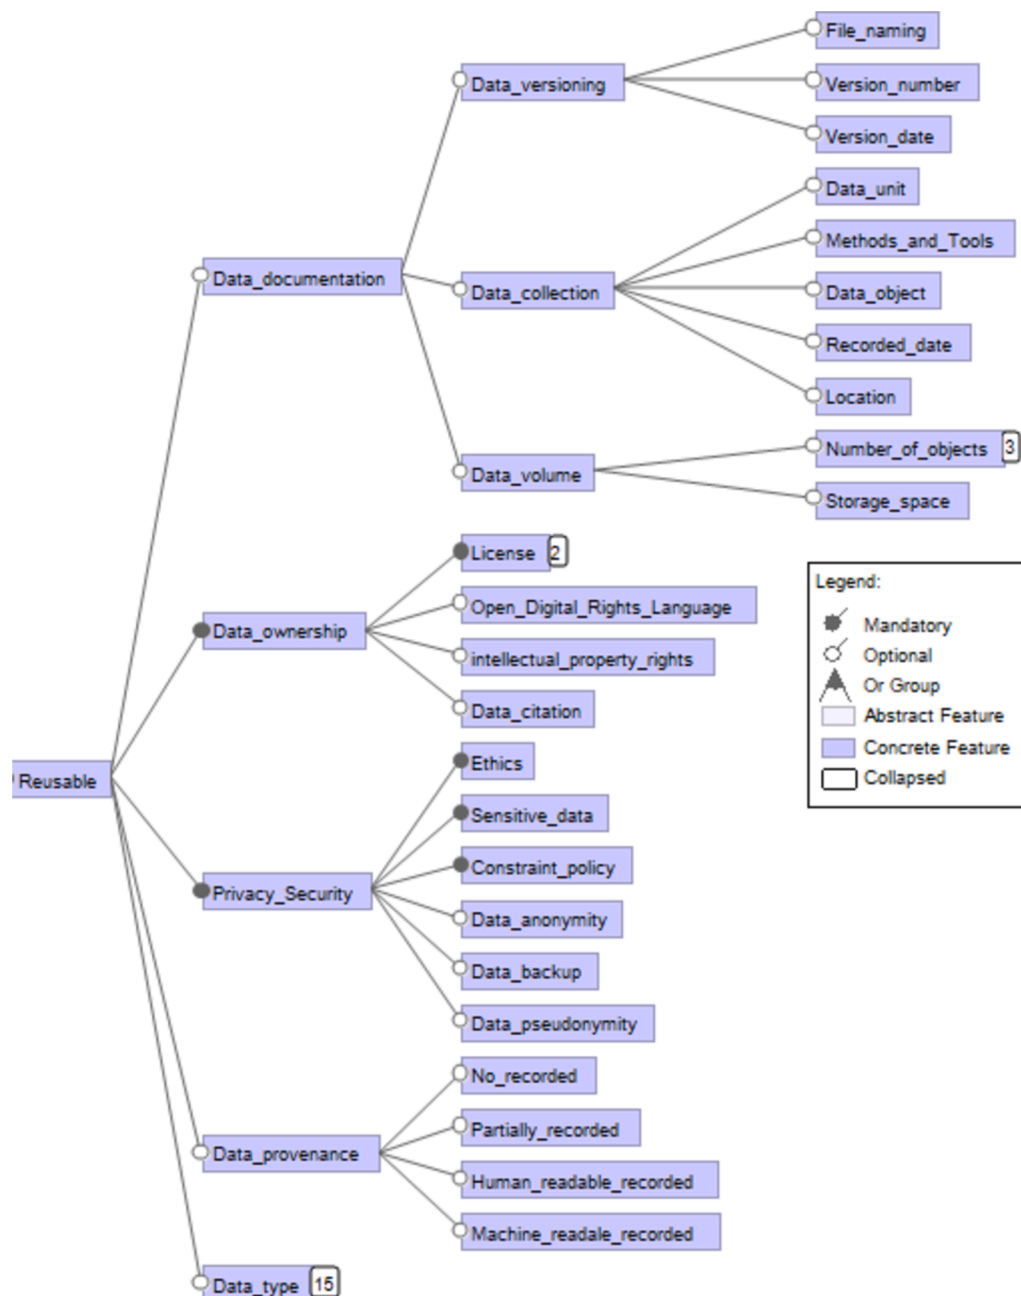 File_naming
Data_versioning
Version_number
Version_date
Data_unit
Methods_and_Tools
Data_documentation
Data_collection
Data_object
Recorded_date
Location
Number_of_objects 3
Data_volume
Storage_space
License 2
Open_Digital_Rights_Language
Data_ownership
intellectual_property_rights
Data_citation
Legend:
Mandatory
Optional
Or Group
Abstract Feature
Concrete Feature
Collapsed
Ethics
Reusable
Sensitive_data
Constraint_policy
Privacy_Security
Data_anonymity
Data_backup
Data_pseudonymity
No_recorded
Partially_recorded
Data_provenance
Human_readable_recorded
Machine_readale_recorded
Data_type 15